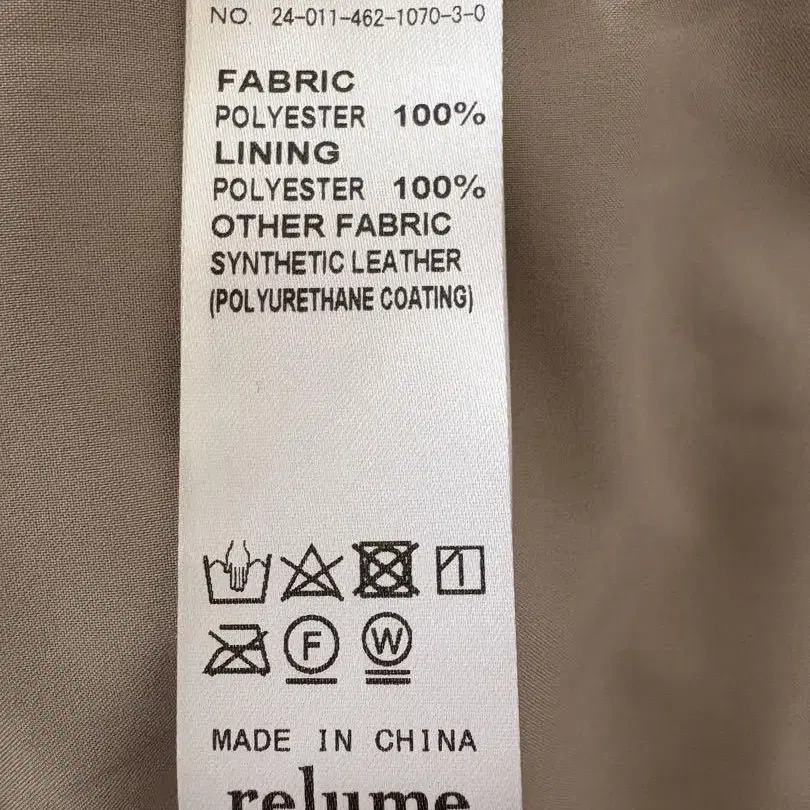 NO. 24-011-462-1070-3-0
FABRIC
POLYESTER 100%
LINING
POLYESTER 100%
OTHER FABRIC
SYNTHETIC LEATHER
(POLYURETHANE COATING)
F W
MADE IN CHINA
relume